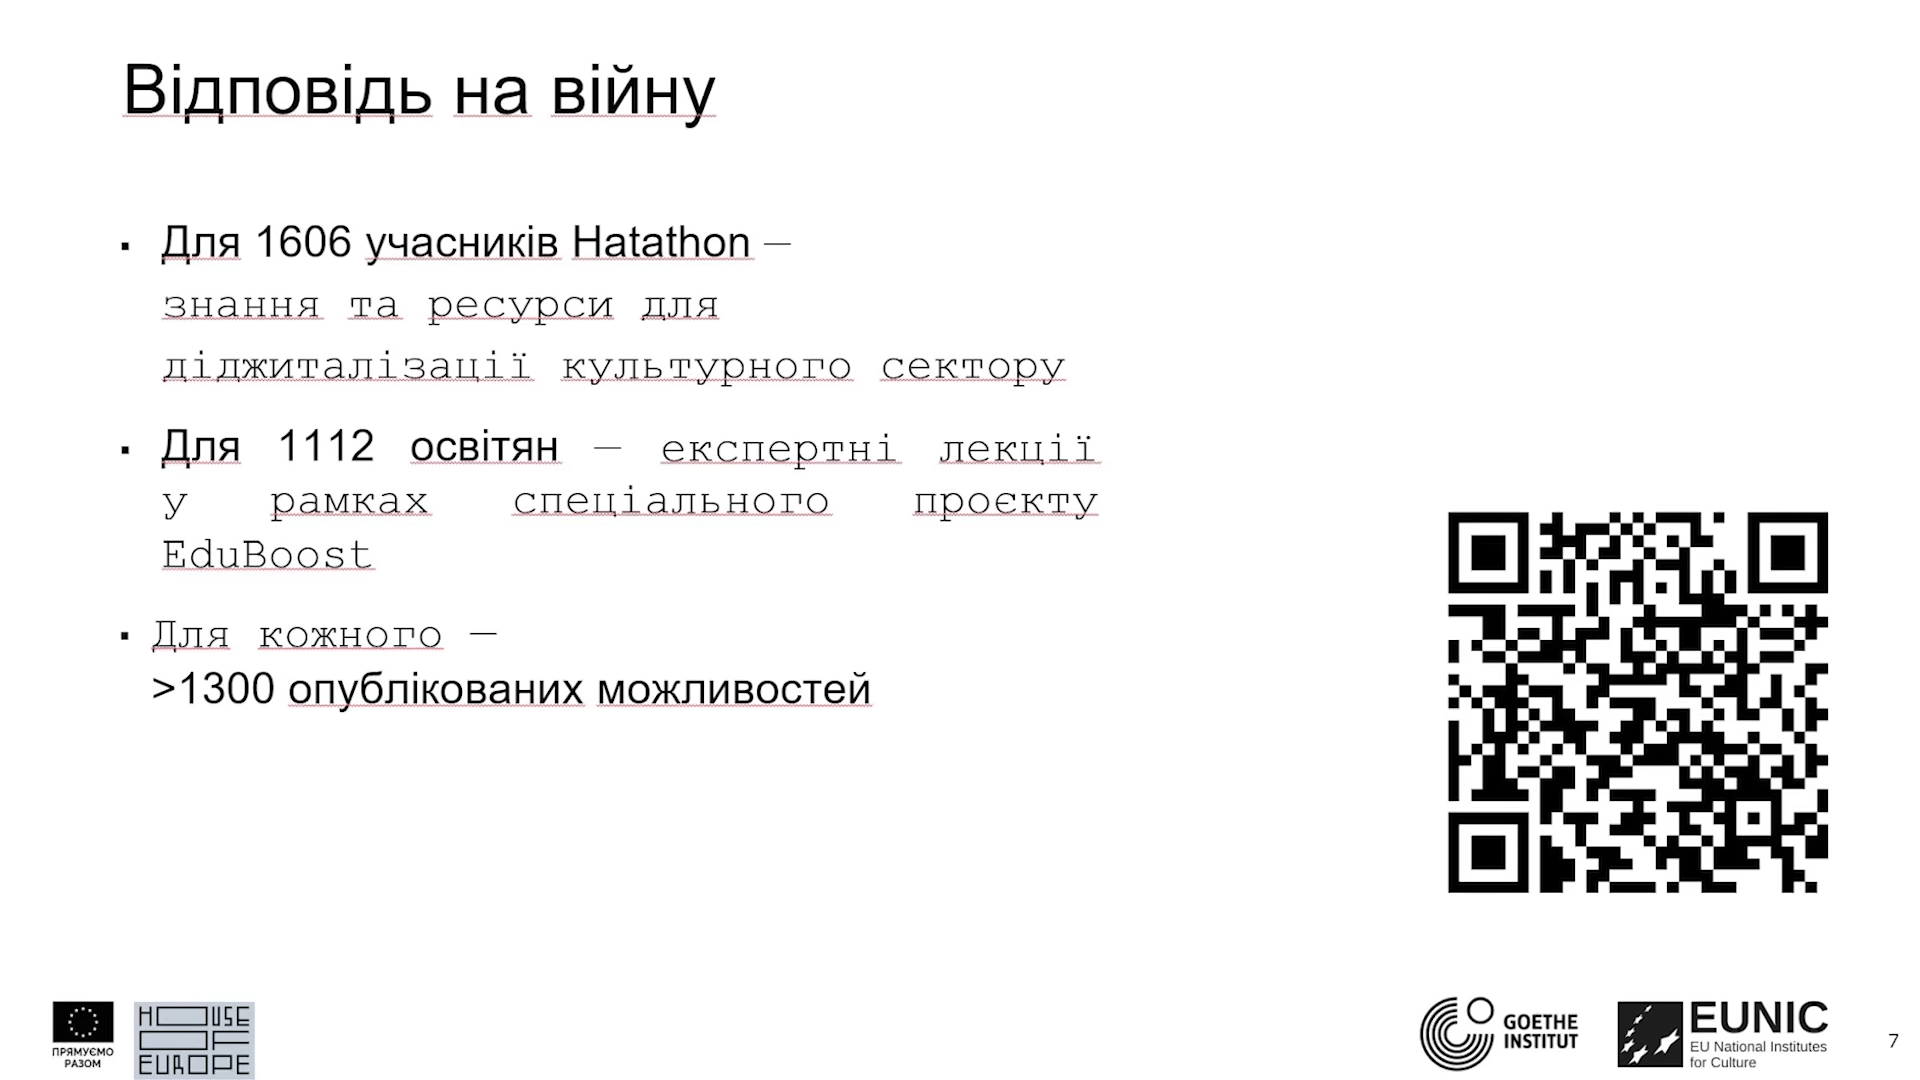 Відповідь на війну
▪ Для 1606 учасників Hatathon —
знання та ресурси для
діджиталізації культурного сектору
▪ Для 1112 освітян — експертні лекції
у рамках спеціального проєкту
EduBoost
▪ Для кожного —
>1300 опублікованих можливостей
ПРЯМУЄМО
РАЗОМ
HOUSE
OF
EUROPE
GOETHE
INSTITUT
EUNIC
EU National Institutes
for Culture
7